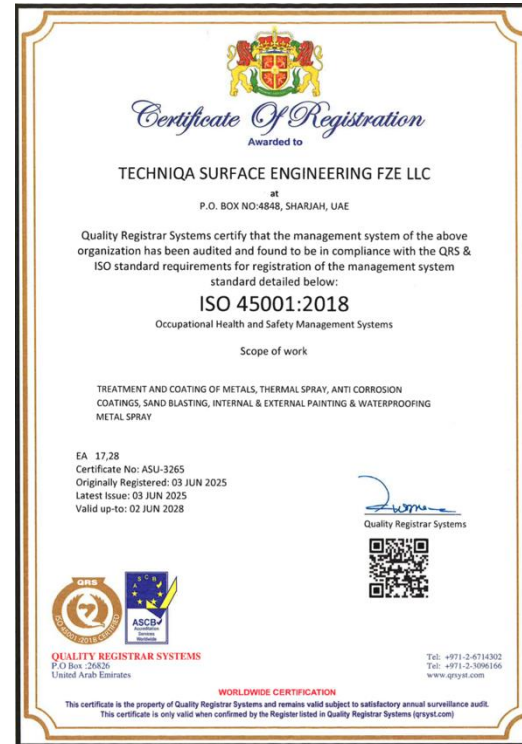 Certificate Of Registration
Awarded to
TECHNIQA SURFACE ENGINEERING FZE LLC
at
P.O. BOX NO:4848, SHARJAH, UAE
Quality Registrar Systems certify that the management system of the above
organization has been audited and found to be in compliance with the QRS &
ISO standard requirements for registration of the management system
standard detailed below:
ISO 45001:2018
Occupational Health and Safety Management Systems
Scope of work
TREATMENT AND COATING OF METALS, THERMAL SPRAY, ANTI CORROSION
COATINGS, SAND BLASTING, INTERNAL & EXTERNAL PAINTING & WATERPROOFING
METAL SPRAY
EA 17,28
Certificate No: ASU-3265
Originally Registered: 03 JUN 2025
Latest Issue: 03 JUN 2025
Valid up-to: 02 JUN 2028
Quality Registrar Systems
QRS
ISO 45001:2018 CERTIFIED
ASCB
ASCB
Accreditation
Services
Worldwide
QUALITY REGISTRAR SYSTEMS
P.O Box :26826
United Arab Emirates
Tel: +971-2-6714302
Tel: +971-2-3096166
www.qrsyst.com
WORLDWIDE CERTIFICATION
This certificate is the property of Quality Registrar Systems and remains valid subject to satisfactory annual surveillance audit.
This certificate is only valid when confirmed by the Register listed in Quality Registrar Systems (qrsyst.com)